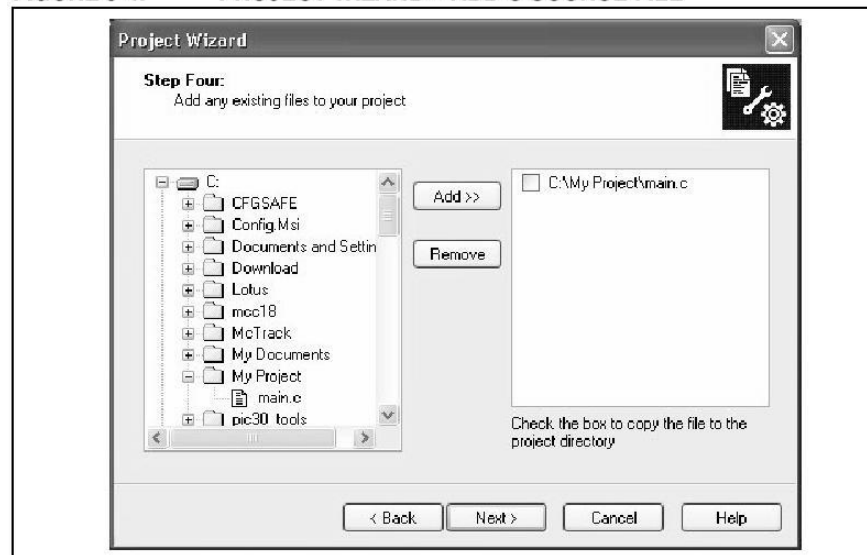 Project Wizard
Step Four:
Add any existing files to your project
C:
CFGSAFE
Config.Msi
Documents and Settin
Download
Lotus
mcc18
McTrack
My Documents
My Project
main.c
pic30_tools
Add >>
Remove
C:\My Project\main.c
Check the box to copy the file to the
project directory
< Back
Next >
Cancel
Help